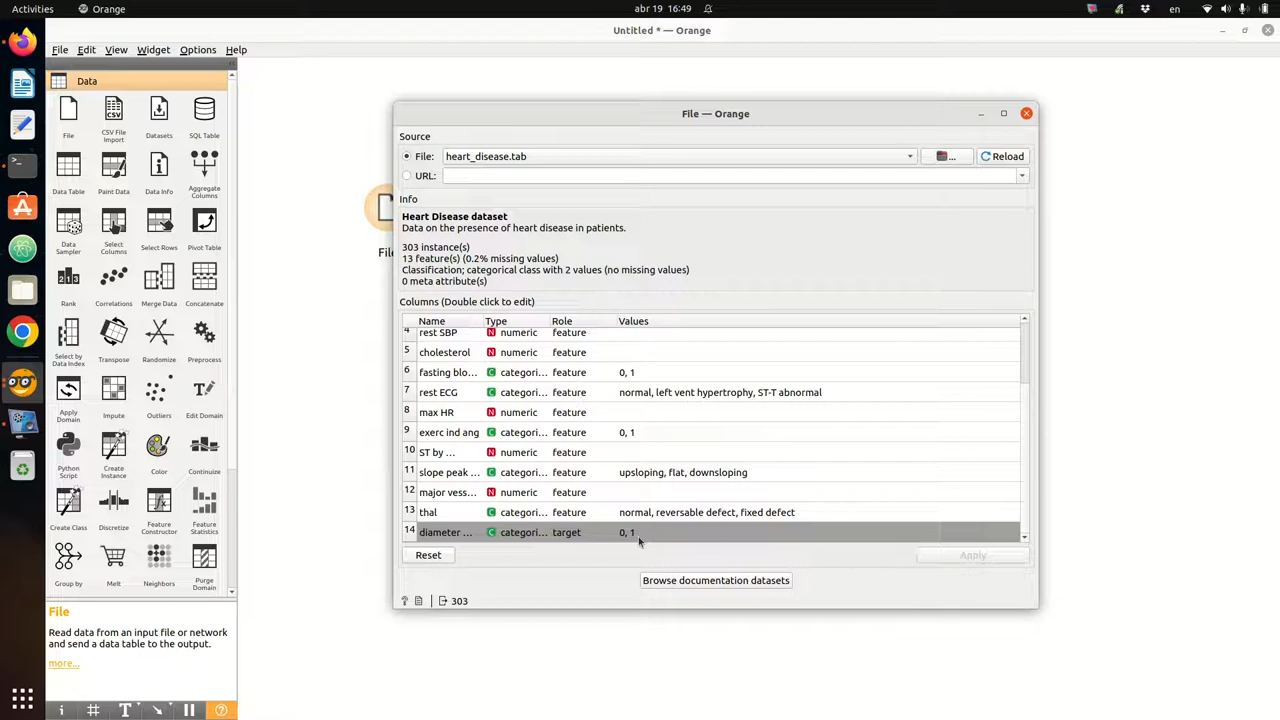 Activities
Orange
abr 19 16:49
en
Untitled * — Orange
File Edit View Widget Options Help
Data
File
CSV File Import
Datasets
SQL Table
Data Table
Paint Data
Data Info
Aggregate Columns
Data Sampler
Select Columns
Select Rows
Pivot Table
Rank
Correlations
Merge Data
Concatenate
Select by Data Index
Transpose
Randomize
Preprocess
Apply Domain
Impute
Outliers
Edit Domain
Python Script
Create Instance
Color
Continuize
Create Class
Discretize
Feature Constructor
Feature Statistics
Group by
Melt
Neighbors
Purge Domain
File
Read data from an input file or network
and send a data table to the output.
more...
File — Orange
Source
File: heart_disease.tab ... Reload
URL:
Info
Heart Disease dataset
Data on the presence of heart disease in patients.
303 instance(s)
13 feature(s) (0.2% missing values)
Classification; categorical class with 2 values (no missing values)
0 meta attribute(s)
Columns (Double click to edit)
Name Type Role Values
4 rest SBP N numeric feature
5 cholesterol N numeric feature
6 fasting blo... C categori... feature 0, 1
7 rest ECG C categori... feature normal, left vent hypertrophy, ST-T abnormal
8 max HR N numeric feature
9 exerc ind ang C categori... feature 0, 1
10 ST by ... N numeric feature
11 slope peak ... C categori... feature upsloping, flat, downsloping
12 major vess... N numeric feature
13 thal C categori... feature normal, reversable defect, fixed defect
14 diameter ... C categori... target 0, 1
Reset
Apply
Browse documentation datasets
303